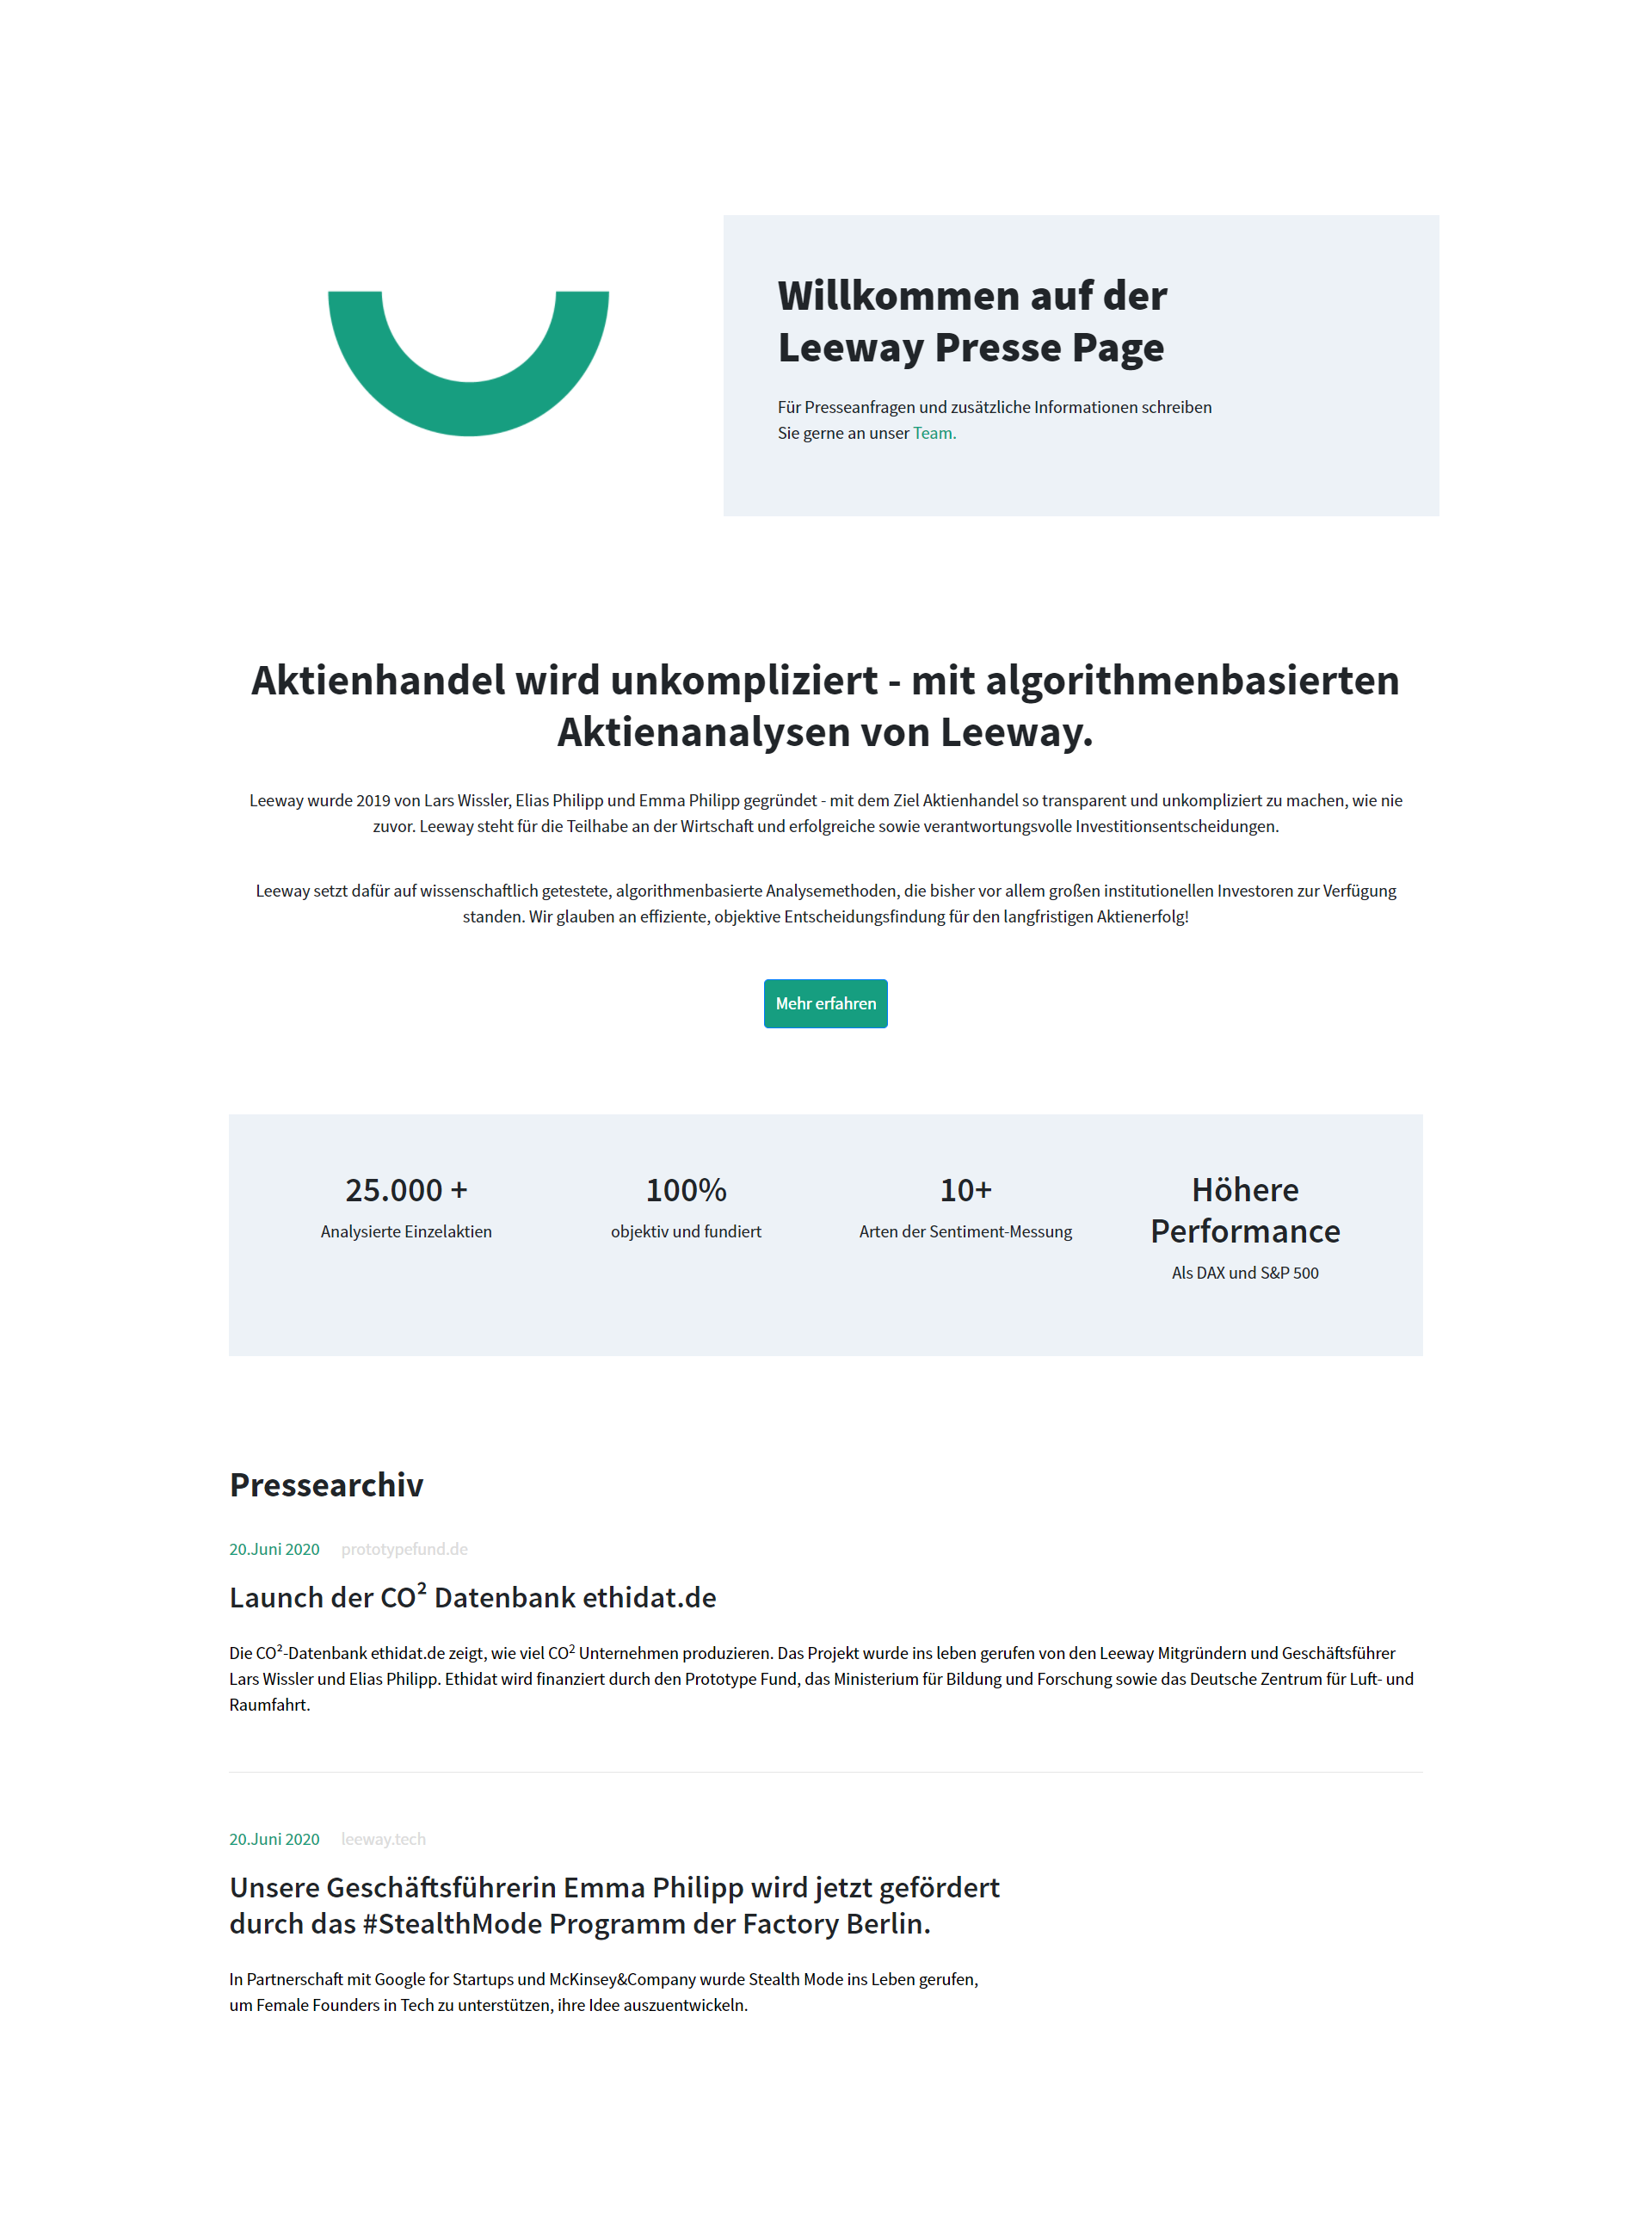 Willkommen auf der
Leeway Presse Page
Für Presseanfragen und zusätzliche Informationen schreiben
Sie gerne an unser Team.
Aktienhandel wird unkompliziert - mit algorithmenbasierten
Aktienanalysen von Leeway.
Leeway wurde 2019 von Lars Wissler, Elias Philipp und Emma Philipp gegründet - mit dem Ziel Aktienhandel so transparent und unkompliziert zu machen, wie nie
zuvor. Leeway steht für die Teilhabe an der Wirtschaft und erfolgreiche sowie verantwortungsvolle Investitionsentscheidungen.
Leeway setzt dafür auf wissenschaftlich getestete, algorithmenbasierte Analysemethoden, die bisher vor allem großen institutionellen Investoren zur Verfügung
standen. Wir glauben an effiziente, objektive Entscheidungsfindung für den langfristigen Aktienerfolg!
Mehr erfahren
25.000 +
Analysierte Einzelaktien
100%
objektiv und fundiert
10+
Arten der Sentiment-Messung
Höhere
Performance
Als DAX und S&P 500
Pressearchiv
20.Juni 2020 prototypefund.de
Launch der CO² Datenbank ethidat.de
Die CO²-Datenbank ethidat.de zeigt, wie viel CO² Unternehmen produzieren. Das Projekt wurde ins leben gerufen von den Leeway Mitgründern und Geschäftsführer
Lars Wissler und Elias Philipp. Ethidat wird finanziert durch den Prototype Fund, das Ministerium für Bildung und Forschung sowie das Deutsche Zentrum für Luft- und
Raumfahrt.
20.Juni 2020 leeway.tech
Unsere Geschäftsführerin Emma Philipp wird jetzt gefördert
durch das #StealthMode Programm der Factory Berlin.
In Partnerschaft mit Google for Startups und McKinsey&Company wurde Stealth Mode ins Leben gerufen,
um Female Founders in Tech zu unterstützen, ihre Idee auszuentwickeln.